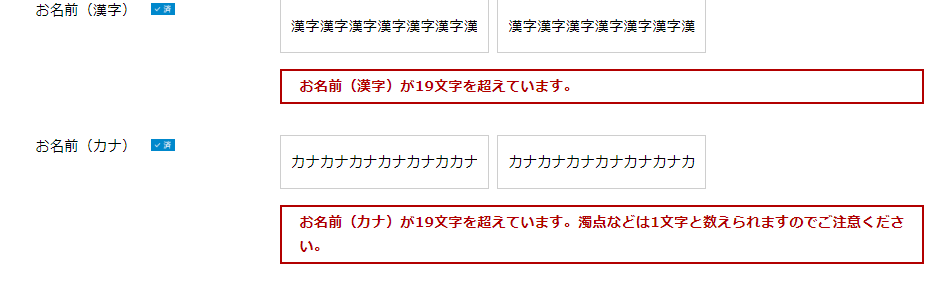 お名前（漢字） ✓済 漢字漢字漢字漢字漢字漢字漢 漢字漢字漢字漢字漢字漢字漢
お名前（漢字）が19文字を超えています。
お名前（カナ） ✓済 カナカナカナカナカナカカナ カナカナカナカナカナカナカ
お名前（カナ）が19文字を超えています。濁点などは1文字と数えられますのでご注意くださ
い。